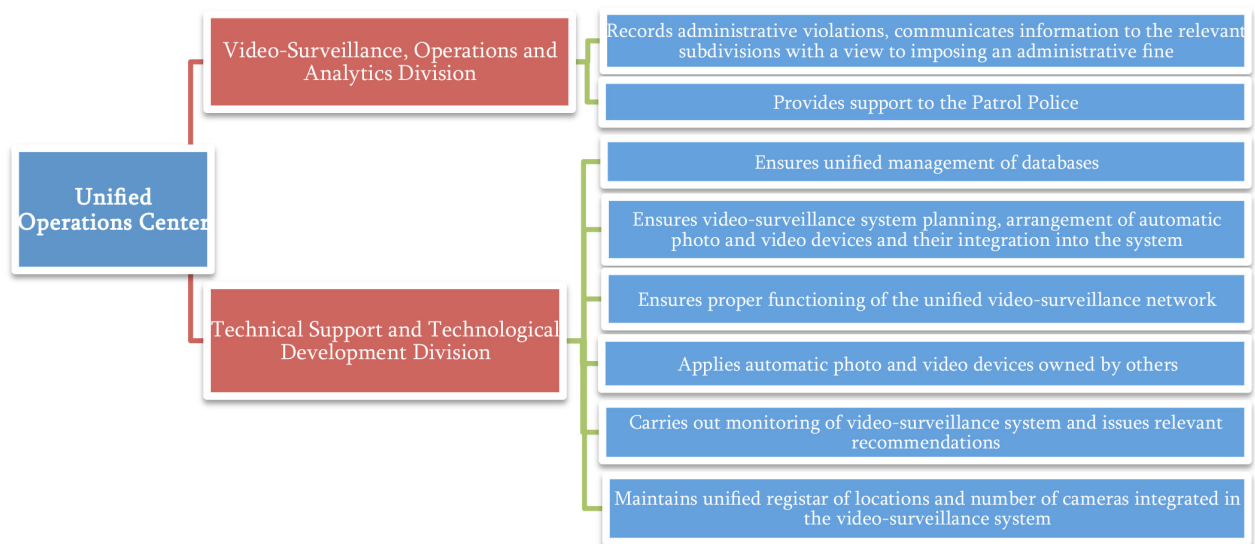 Unified
Operations Center
Video-Surveillance, Operations and
Analytics Division
Records administrative violations, communicates information to the relevant
subdivisions with a view to imposing an administrative fine
Provides support to the Patrol Police
Technical Support and Technological
Development Division
Ensures unified management of databases
Ensures video-surveillance system planning, arrangement of automatic
photo and video devices and their integration into the system
Ensures proper functioning of the unified video-surveillance network
Applies automatic photo and video devices owned by others
Carries out monitoring of video-surveillance system and issues relevant
recommendations
Maintains unified registar of locations and number of cameras integrated in
the video-surveillance system